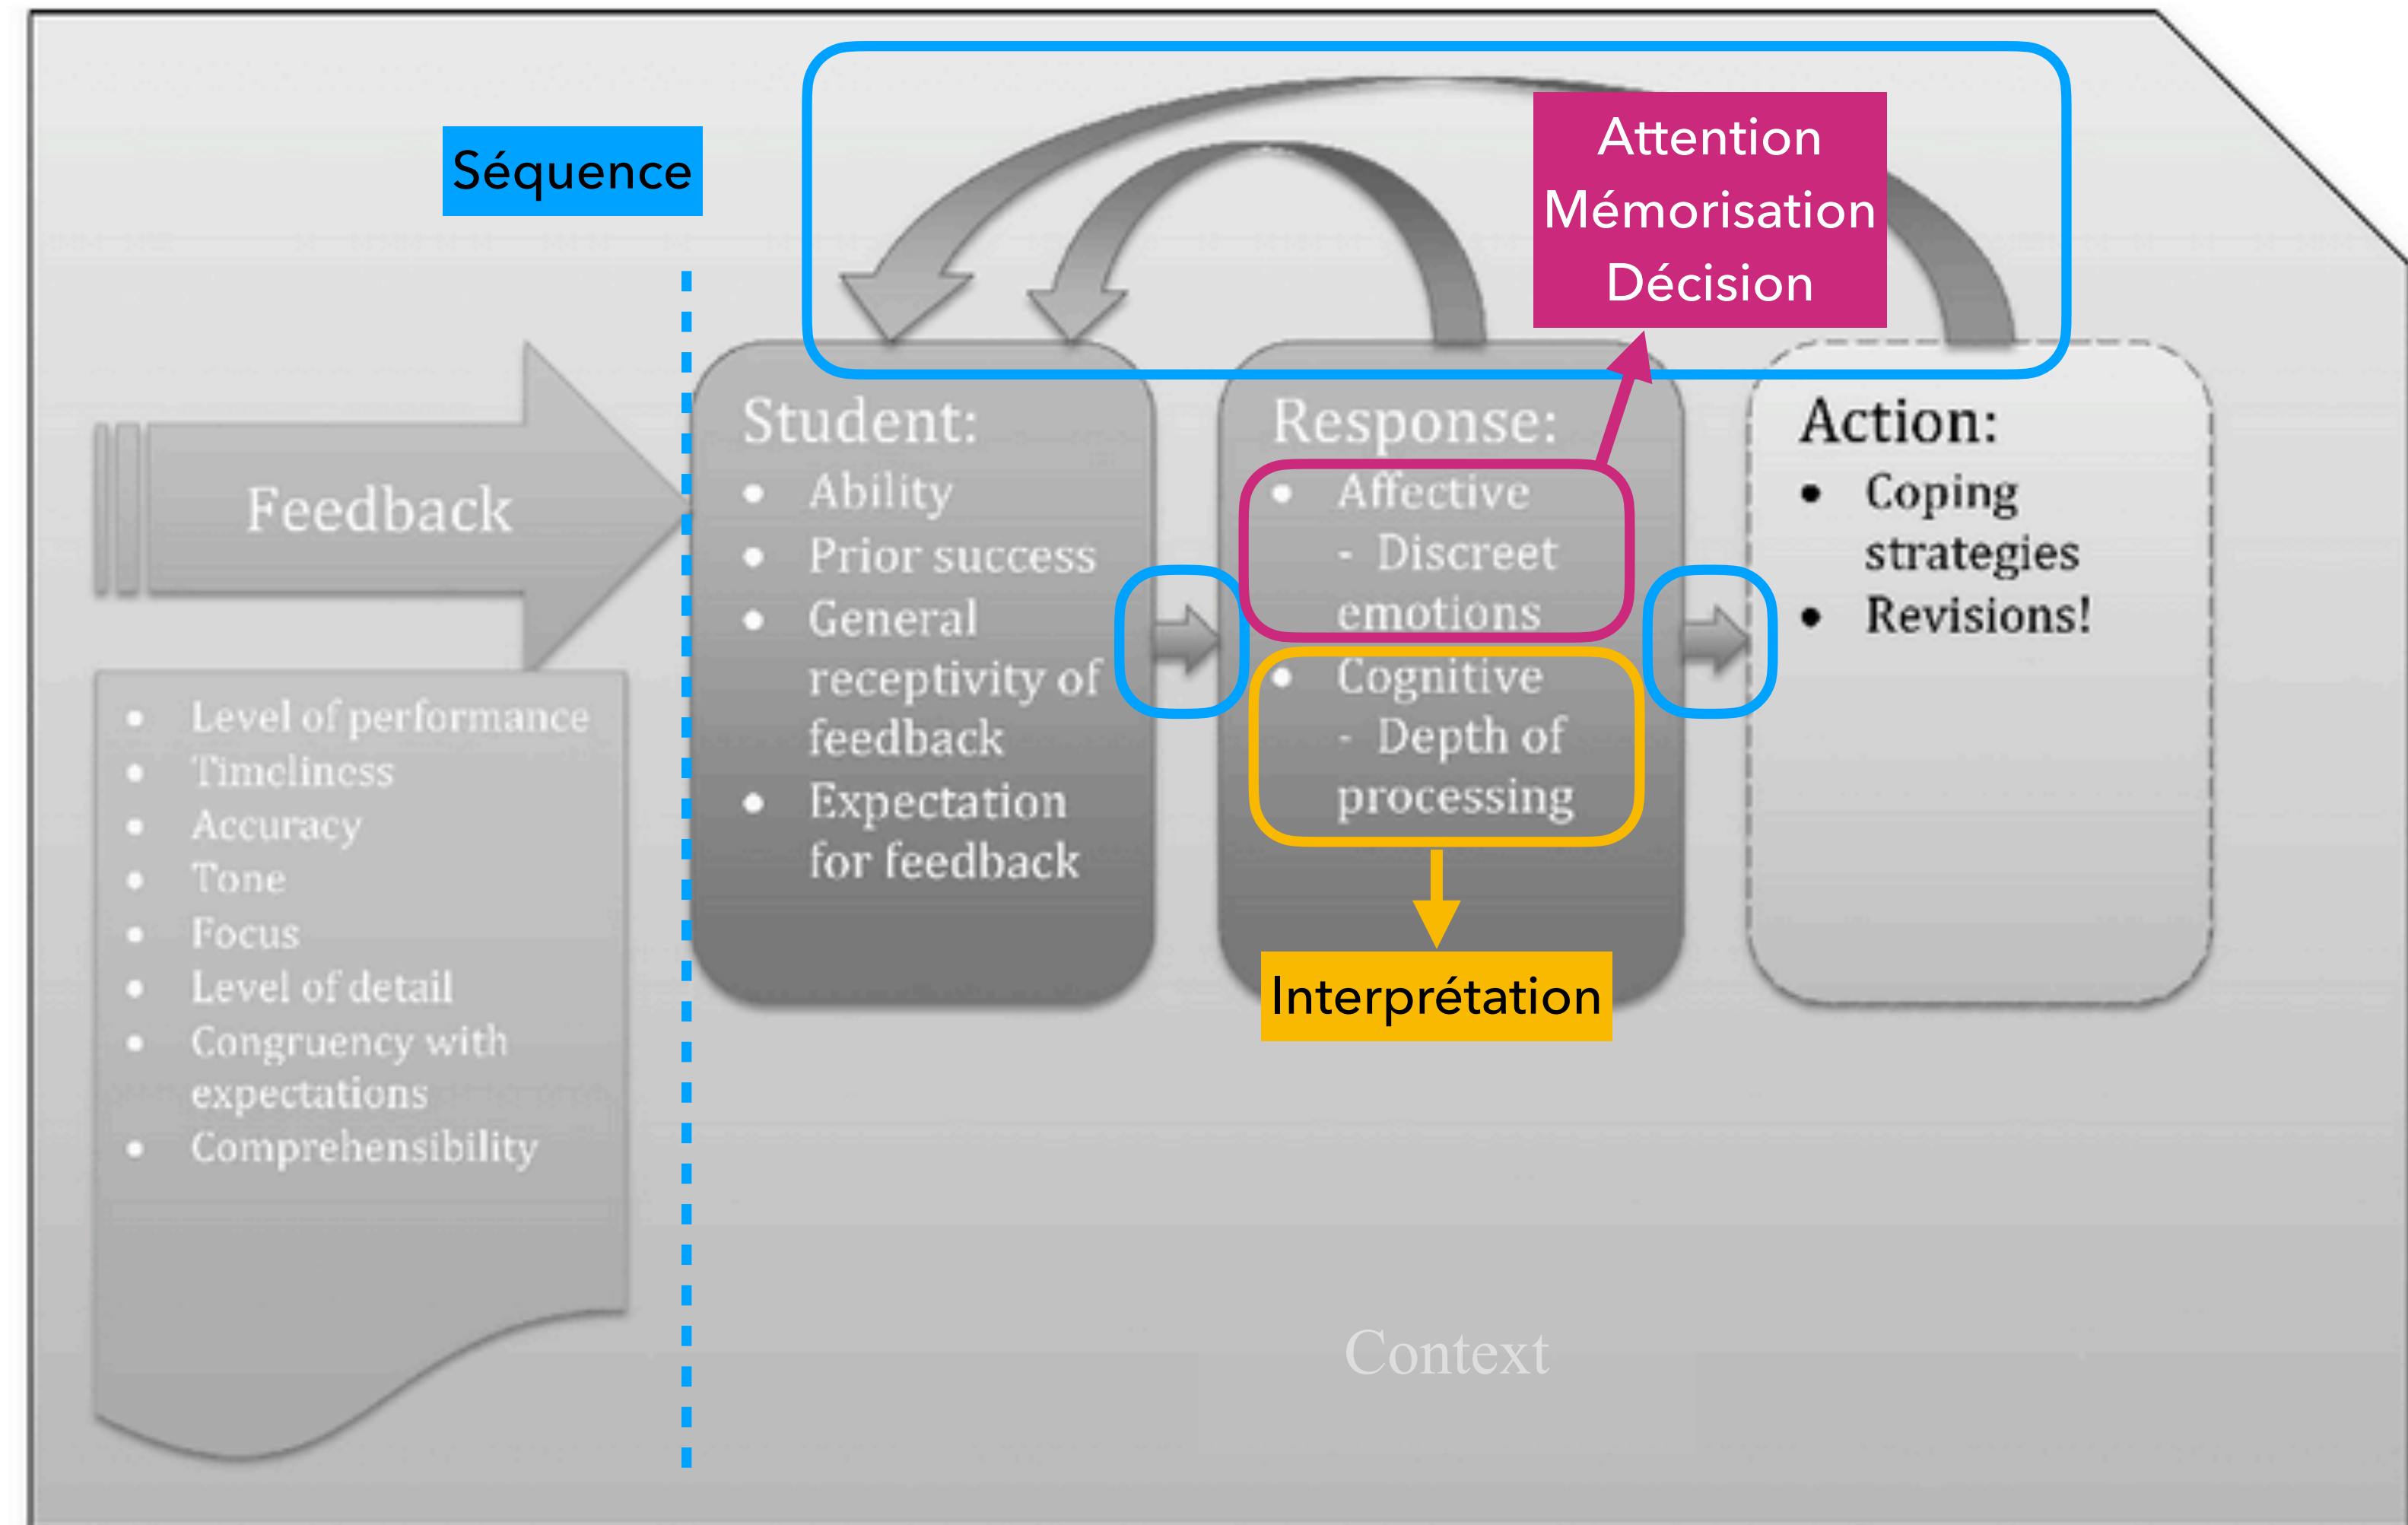 Séquence
Attention
Mémorisation
Décision
Feedback
• Level of performance
• Timeliness
• Accuracy
• Tone
• Focus
• Level of detail
• Congruency with
expectations
• Comprehensibility
Student:
• Ability
• Prior success
• General
receptivity of
feedback
• Expectation
for feedback
Response:
• Affective
- Discreet
emotions
• Cognitive
- Depth of
processing
Interprétation
Action:
• Coping
strategies
• Revisions!
Context